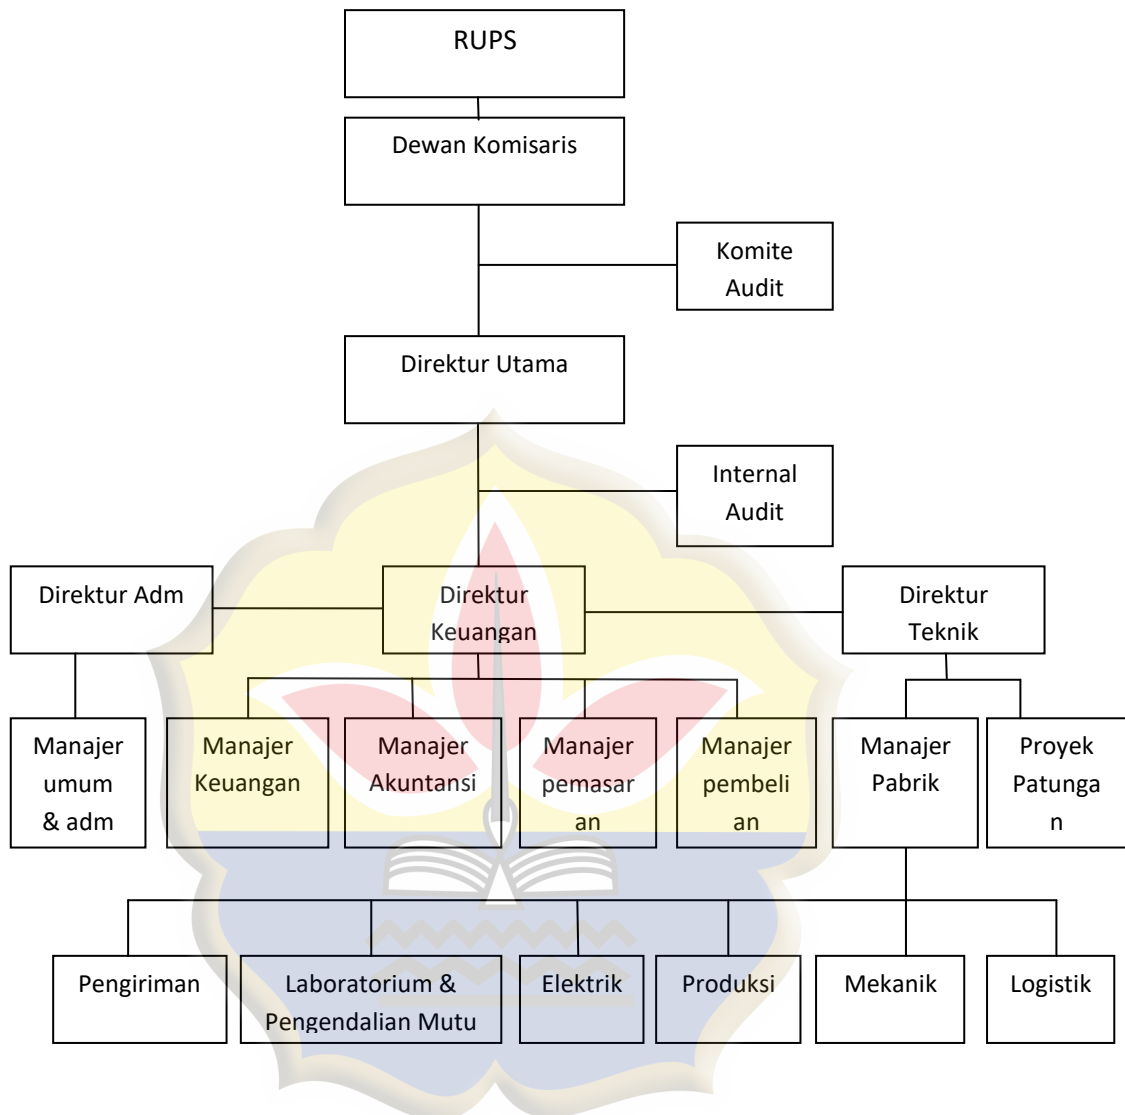 RUPS
Dewan Komisaris
Komite
Audit
Direktur Utama
Internal
Audit
Direktur Adm
Direktur
Keuangan
Direktur
Teknik
Manajer
umum
& adm
Manajer
Keuangan
Manajer
Akuntansi
Manajer
pemasar
an
Manajer
pembeli
an
Manajer
Pabrik
Proyek
Patunga
n
Pengiriman
Laboratorium &
Pengendalian Mutu
Elektrik
Produksi
Mekanik
Logistik